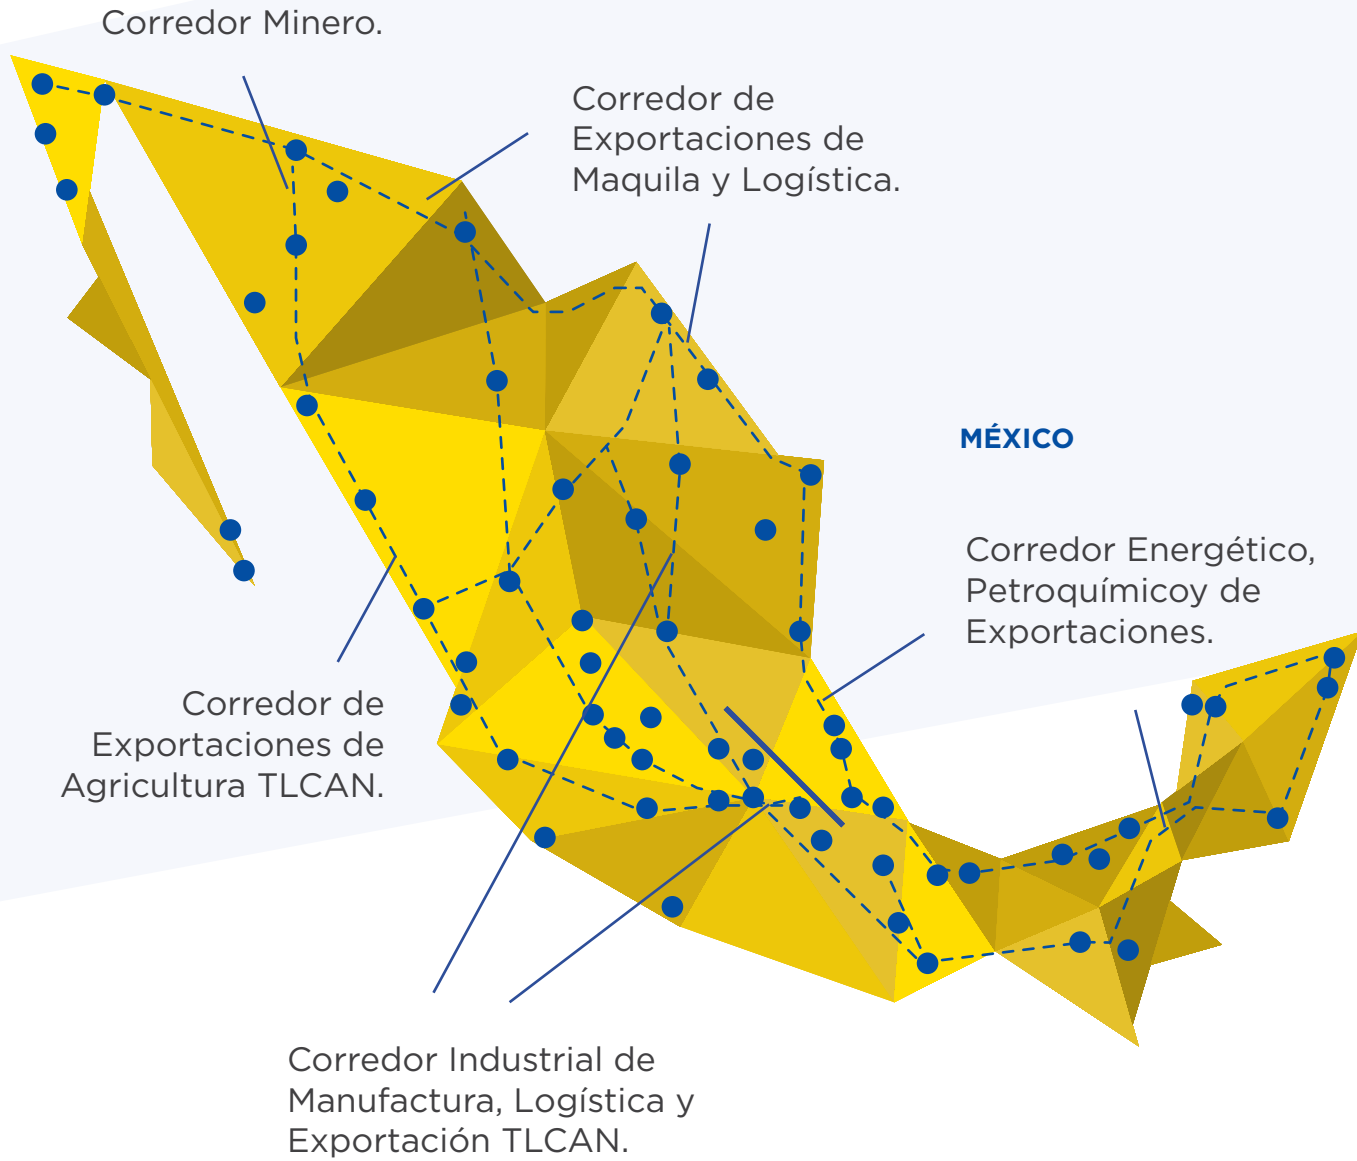 Corredor Minero.
Corredor de
Exportaciones de
Maquila y Logística.
MÉXICO
Corredor Energético,
Petroquímicoy de
Exportaciones.
Corredor de
Exportaciones de
Agricultura TLCAN.
Corredor Industrial de
Manufactura, Logística y
Exportación TLCAN.